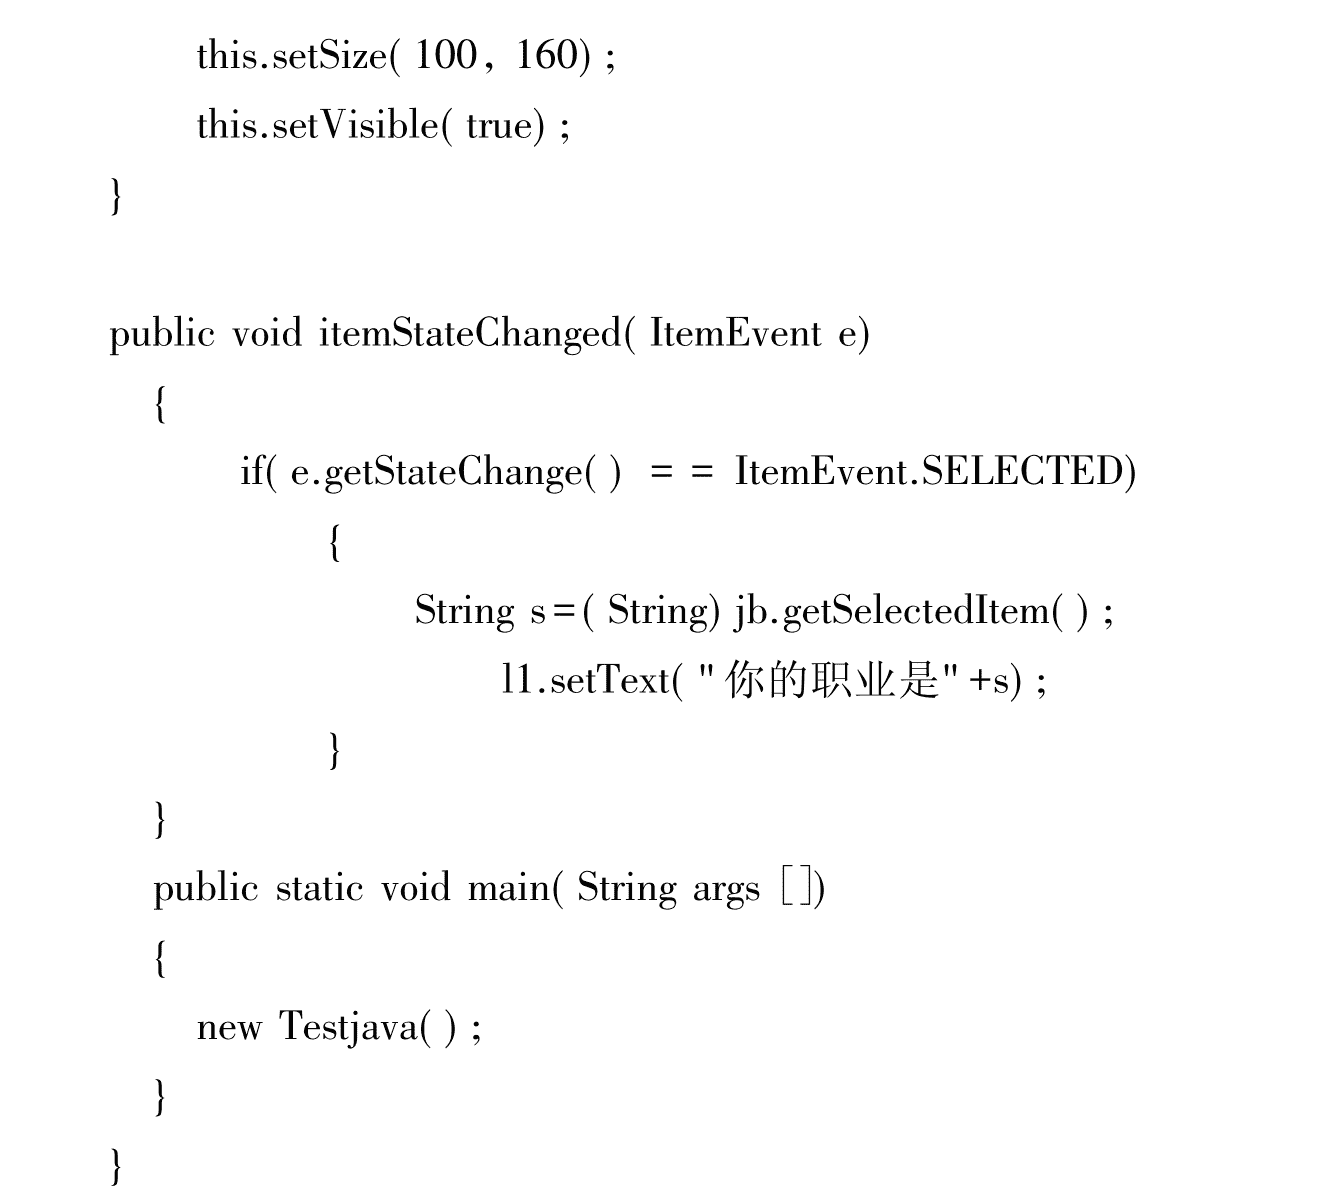 this.setSize(100, 160);
this.setVisible(true);
}
public void itemStateChanged(ItemEvent e)
{
if(e.getStateChange() = = ItemEvent.SELECTED)
{
String s=(String)jb.getSelectedItem();
l1.setText("你的职业是"+s);
}
}
public static void main(String args [])
{
new Testjava();
}
}